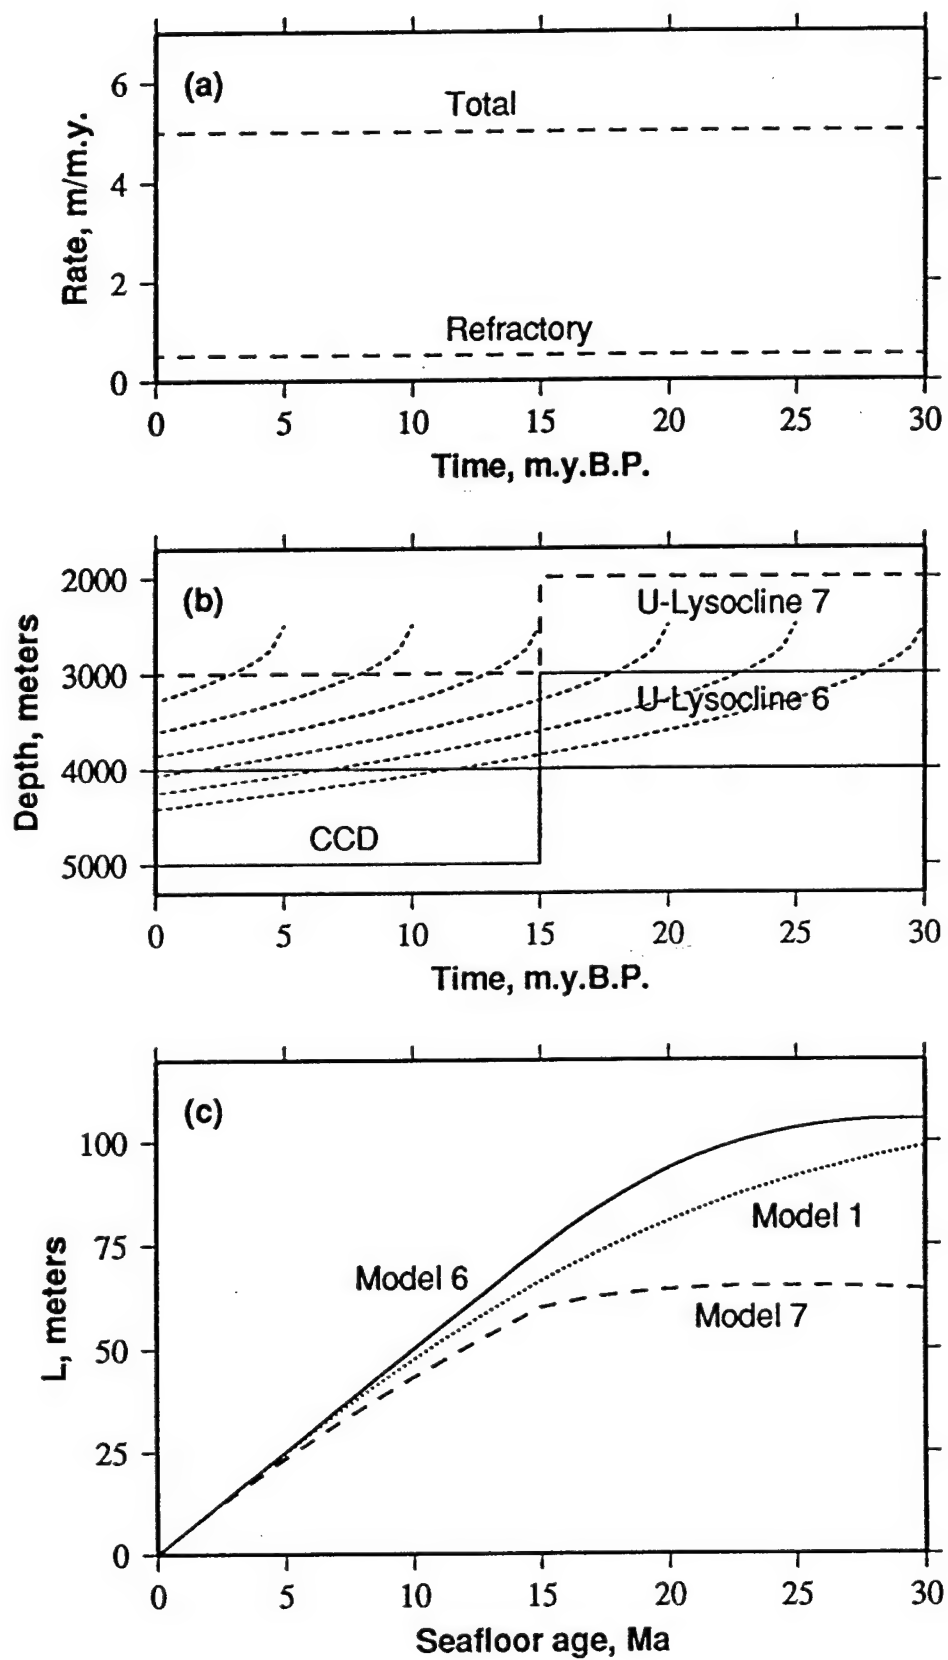 (a)
Total
Refractory
Rate, m/m.y.
6
4
2
0
0 5 10 15 20 25 30
Time, m.y.B.P.
(b)
U-Lysocline 7
U-Lysocline 6
CCD
Depth, meters
2000
3000
4000
5000
0 5 10 15 20 25 30
Time, m.y.B.P.
(c)
Model 6
Model 1
Model 7
L, meters
100
75
50
25
0
0 5 10 15 20 25 30
Seafloor age, Ma